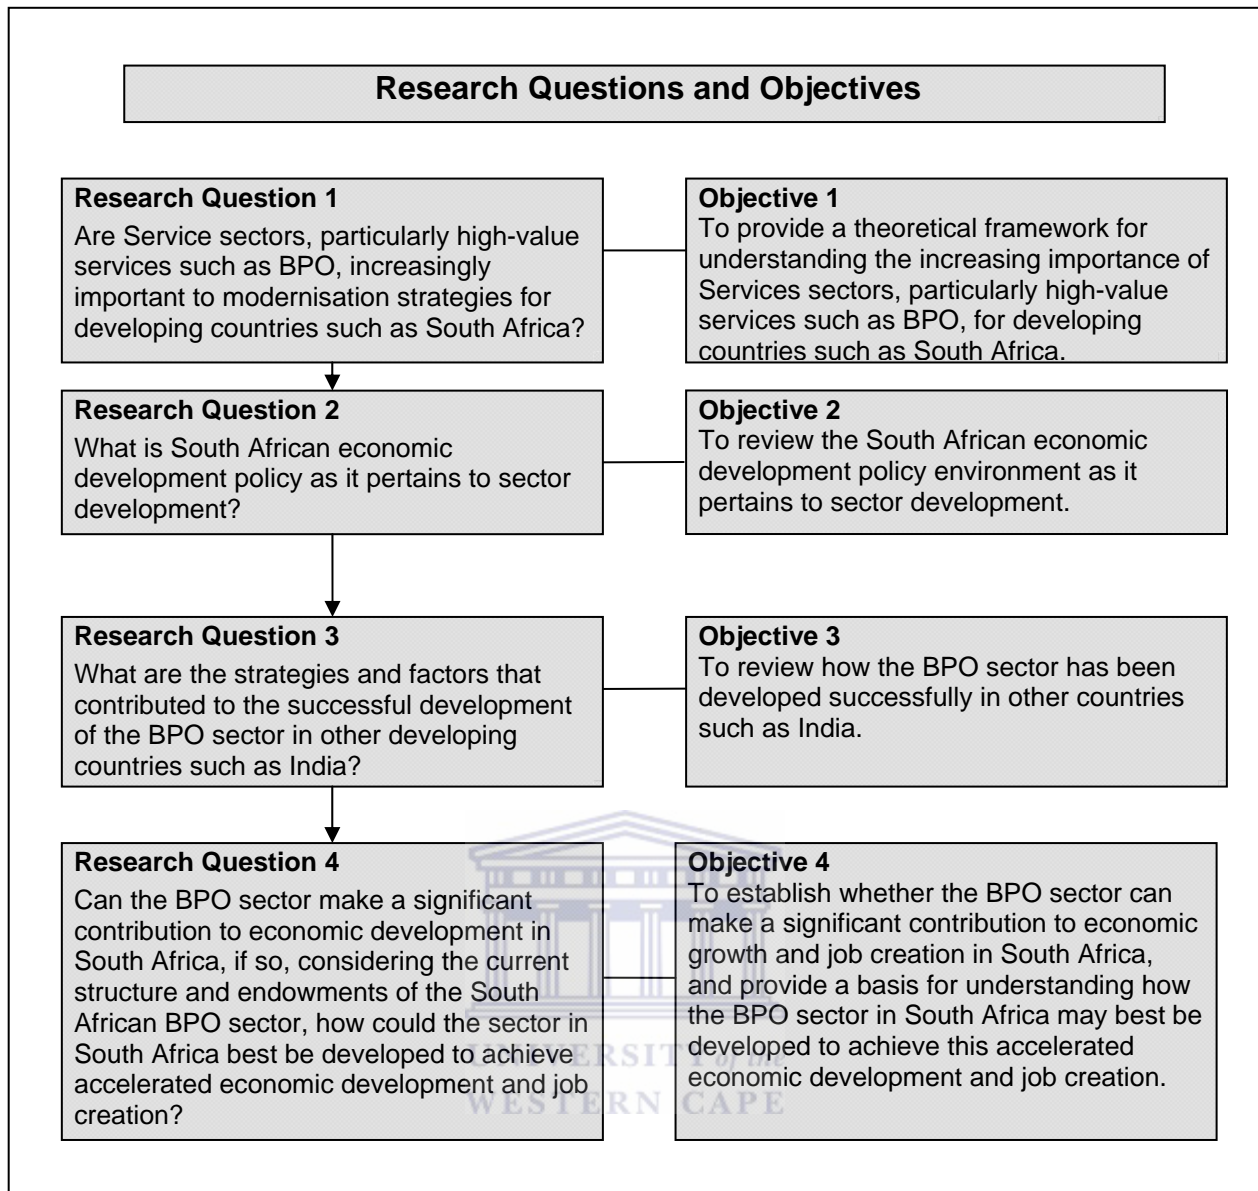 Research Questions and Objectives
Research Question 1
Are Service sectors, particularly high-value
services such as BPO, increasingly
important to modernisation strategies for
developing countries such as South Africa?
Objective 1
To provide a theoretical framework for
understanding the increasing importance of
Services sectors, particularly high-value
services such as BPO, for developing
countries such as South Africa.
Research Question 2
What is South African economic
development policy as it pertains to sector
development?
Objective 2
To review the South African economic
development policy environment as it
pertains to sector development.
Research Question 3
What are the strategies and factors that
contributed to the successful development
of the BPO sector in other developing
countries such as India?
Objective 3
To review how the BPO sector has been
developed successfully in other countries
such as India.
Research Question 4
Can the BPO sector make a significant
contribution to economic development in
South Africa, if so, considering the current
structure and endowments of the South
African BPO sector, how could the sector in
South Africa best be developed to achieve
accelerated economic development and job
creation?
Objective 4
To establish whether the BPO sector can
make a significant contribution to economic
growth and job creation in South Africa,
and provide a basis for understanding how
the BPO sector in South Africa may best be
developed to achieve this accelerated
economic development and job creation.
UNIVERSITY of the
WESTERN CAPE